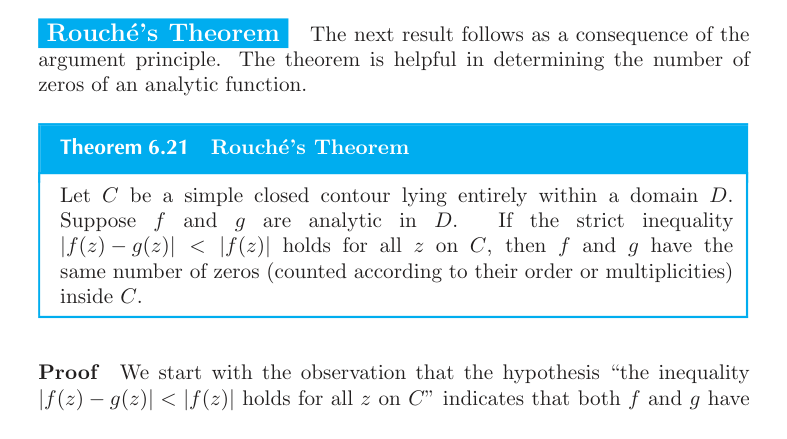 Rouché's Theorem The next result follows as a consequence of the
argument principle. The theorem is helpful in determining the number of
zeros of an analytic function.
Theorem 6.21 Rouché's Theorem
Let C be a simple closed contour lying entirely within a domain D.
Suppose f and g are analytic in D. If the strict inequality
|f(z) − g(z)| < |f(z)| holds for all z on C, then f and g have the
same number of zeros (counted according to their order or multiplicities)
inside C.
Proof We start with the observation that the hypothesis “the inequality
|f(z) − g(z)| < |f(z)| holds for all z on C” indicates that both f and g have